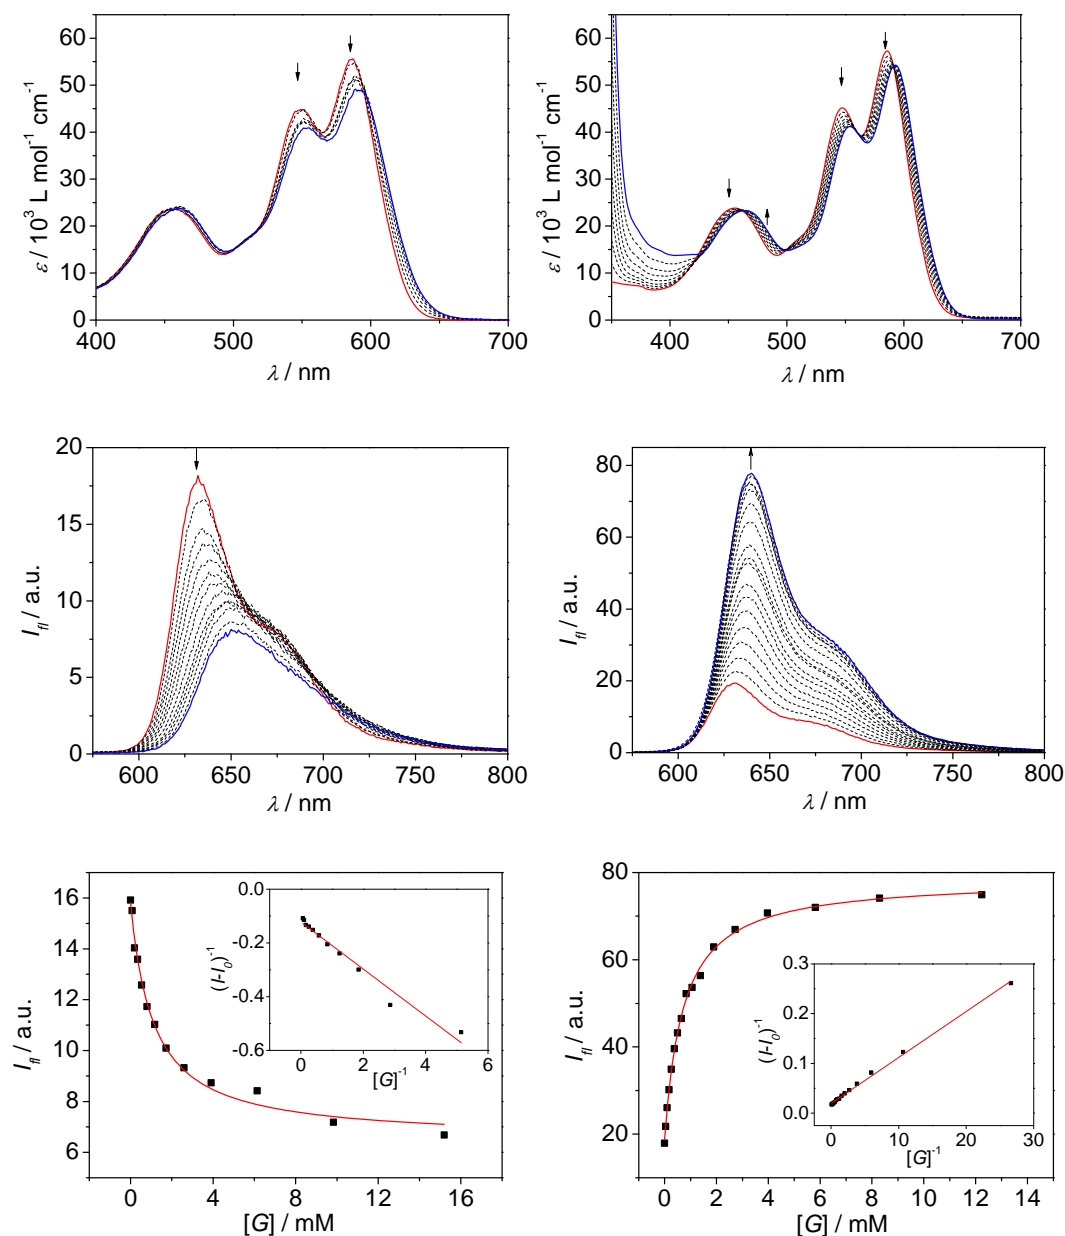 60
50
40
30
20
10
0
ε / 10³ L mol⁻¹ cm⁻¹
400 500 600 700
λ / nm
60
50
40
30
20
10
0
ε / 10³ L mol⁻¹ cm⁻¹
400 500 600 700
λ / nm
20
15
10
5
0
I_fl / a.u.
600 650 700 750 800
λ / nm
80
60
40
20
0
I_fl / a.u.
600 650 700 750 800
λ / nm
16
14
12
10
8
6
I_fl / a.u.
0 4 8 12 16
[G] / mM
0.0
-0.2
-0.4
-0.6
(I-I₀)⁻¹
0 2 4 6
[G]⁻¹
80
60
40
20
I_fl / a.u.
0 2 4 6 8 10 12 14
[G] / mM
0.3
0.2
0.1
0.0
(I-I₀)⁻¹
0 10 20 30
[G]⁻¹